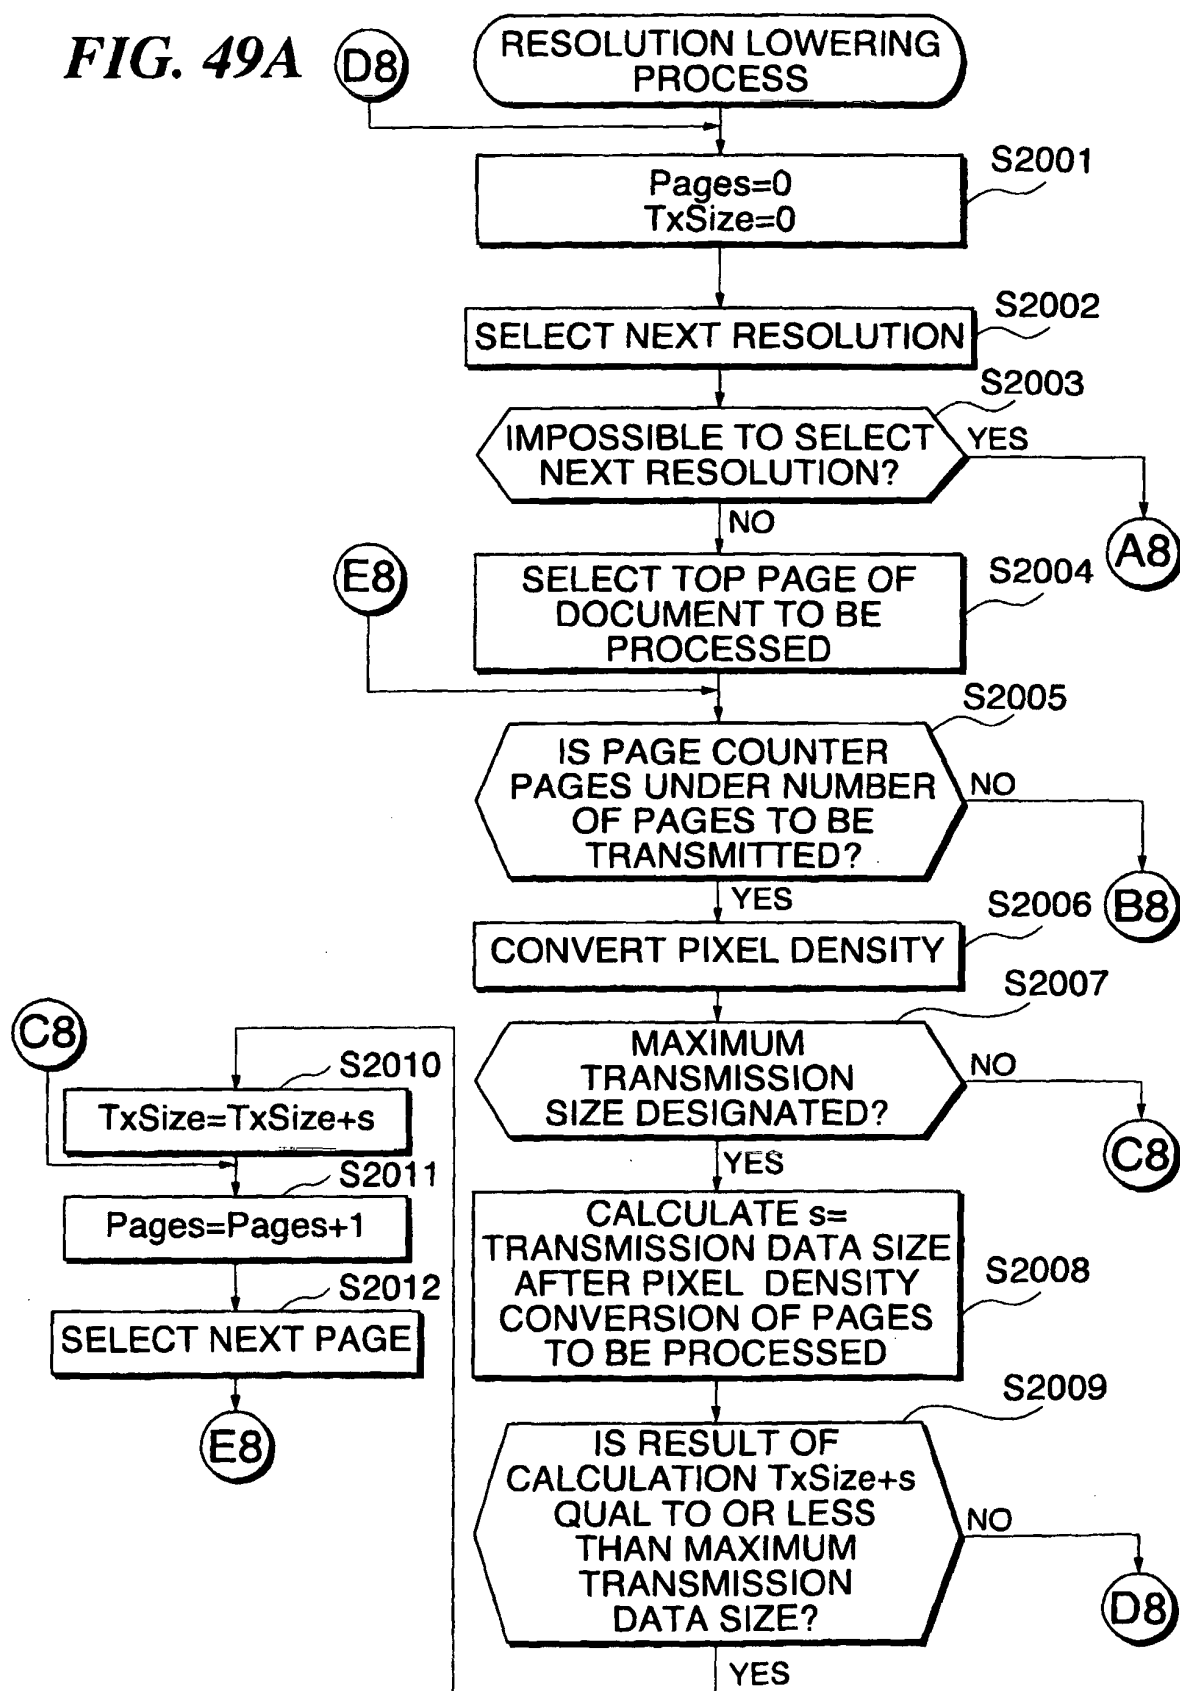 FIG. 49A
D8
RESOLUTION LOWERING
PROCESS
S2001
Pages=0
TxSize=0
S2002
SELECT NEXT RESOLUTION
S2003
IMPOSSIBLE TO SELECT
NEXT RESOLUTION?
YES
NO
A8
E8
S2004
SELECT TOP PAGE OF
DOCUMENT TO BE
PROCESSED
S2005
IS PAGE COUNTER
PAGES UNDER NUMBER
OF PAGES TO BE
TRANSMITTED?
NO
YES
B8
S2006
CONVERT PIXEL DENSITY
S2007
MAXIMUM
TRANSMISSION
SIZE DESIGNATED?
NO
YES
C8
C8
S2010
TxSize=TxSize+s
S2011
Pages=Pages+1
S2012
SELECT NEXT PAGE
E8
CALCULATE s=
TRANSMISSION DATA SIZE
AFTER PIXEL DENSITY
CONVERSION OF PAGES
TO BE PROCESSED
S2008
S2009
IS RESULT OF
CALCULATION TxSize+s
QUAL TO OR LESS
THAN MAXIMUM
TRANSMISSION
DATA SIZE?
NO
D8
YES